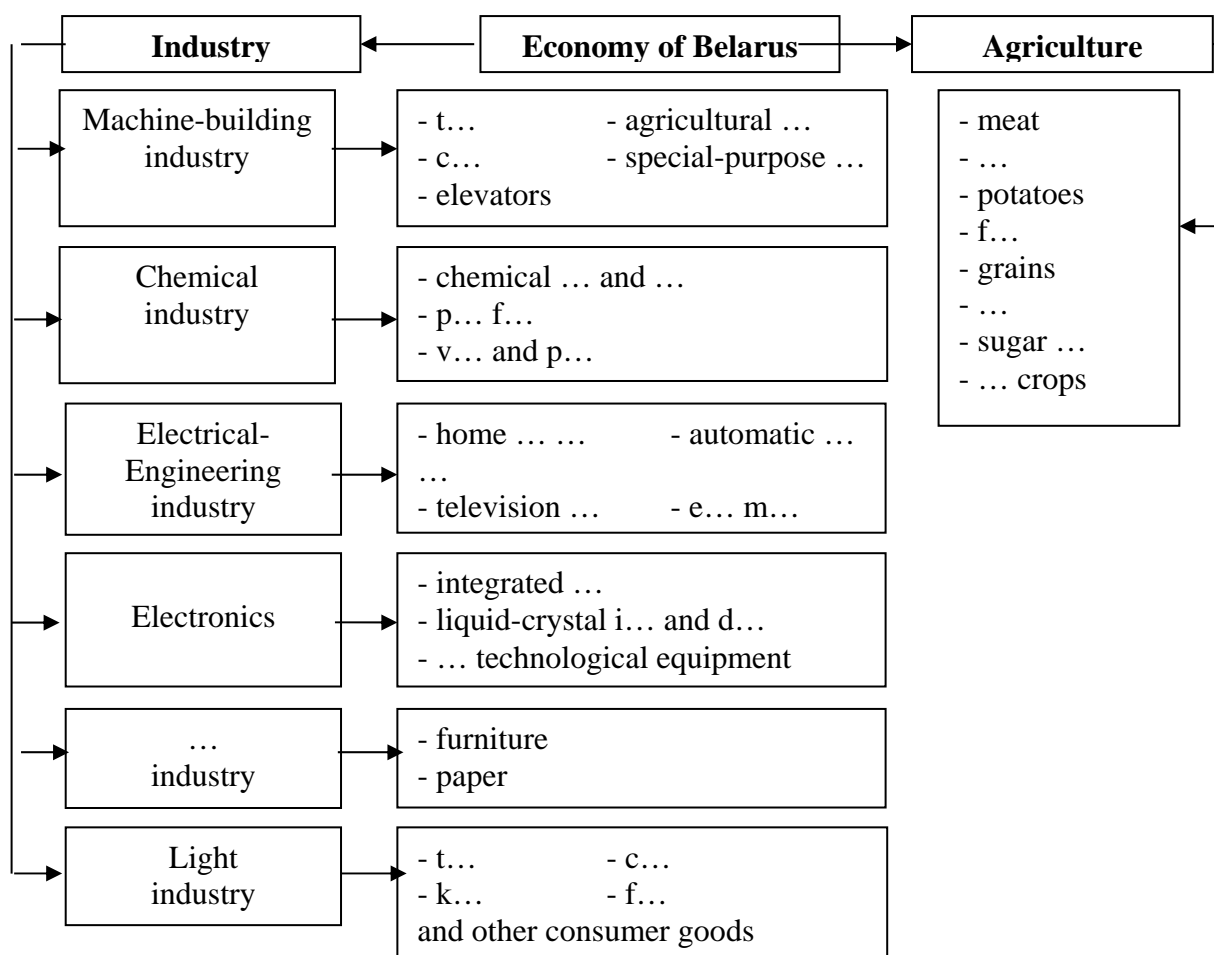 Industry
Economy of Belarus
Agriculture
Machine-building
industry
- t… - agricultural …
- c… - special-purpose …
- elevators
- meat
- …
- potatoes
- f…
- grains
- …
- sugar …
- … crops
Chemical
industry
- chemical … and …
- p… f…
- v… and p…
Electrical-
Engineering
industry
- home … … - automatic …
…
- television … - e… m…
Electronics
- integrated …
- liquid-crystal i… and d…
- … technological equipment
…
industry
- furniture
- paper
Light
industry
- t… - c…
- k… - f…
and other consumer goods